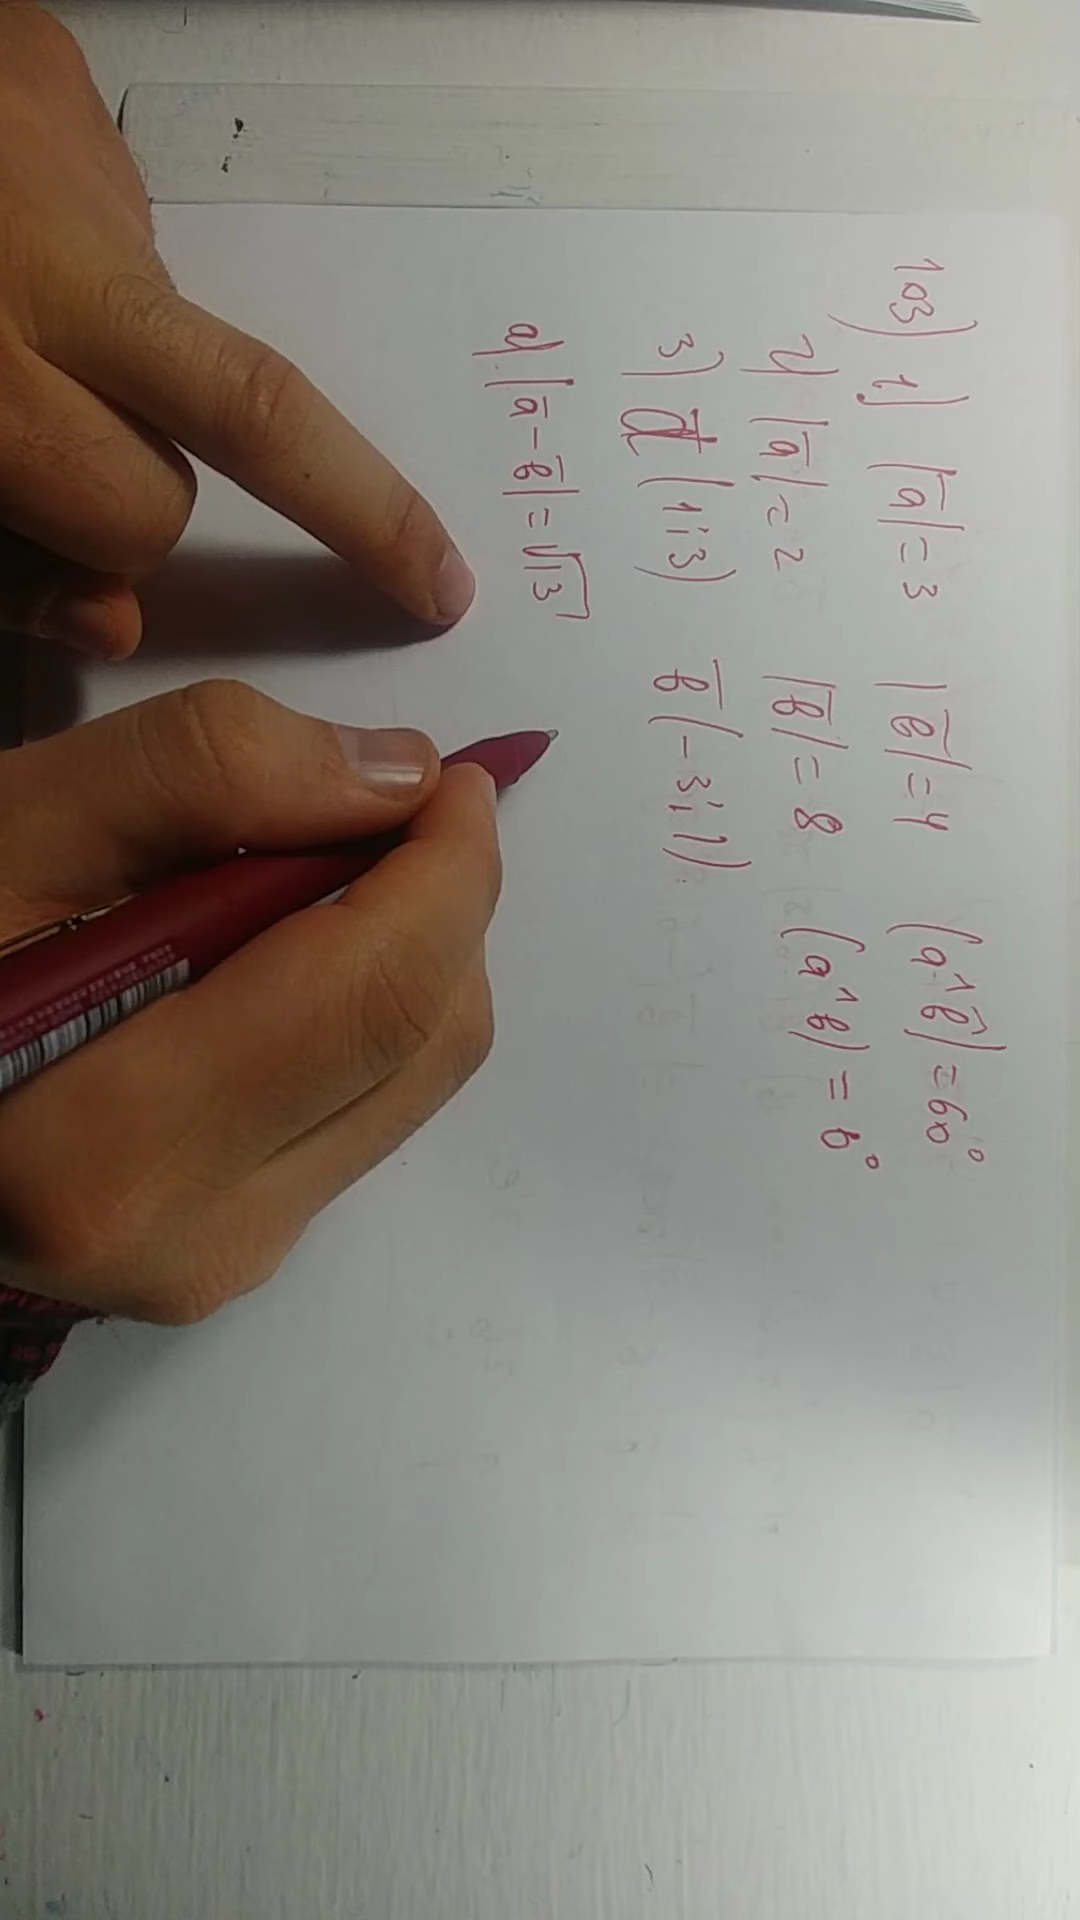 103) 1) |a̅|=3 |в̅|=4 (a^в̅)=60°
2) |a̅|=2 |в̅|=8 (a^в)=0°
3) a̅(1;3) в̅(-3;1)
a) |a̅-в̅|=√13